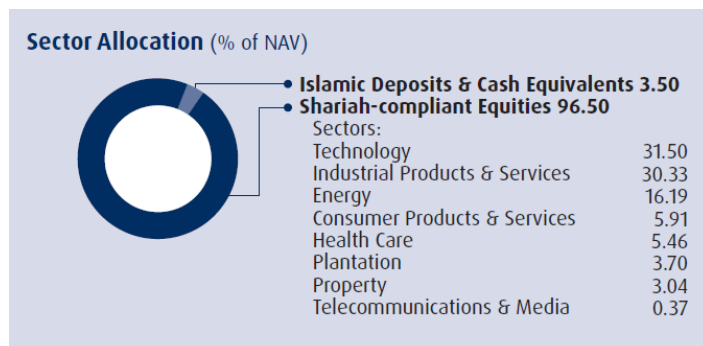 Sector Allocation (% of NAV)
Islamic Deposits & Cash Equivalents 3.50
Shariah-compliant Equities 96.50
Sectors:
Technology 31.50
Industrial Products & Services 30.33
Energy 16.19
Consumer Products & Services 5.91
Health Care 5.46
Plantation 3.70
Property 3.04
Telecommunications & Media 0.37